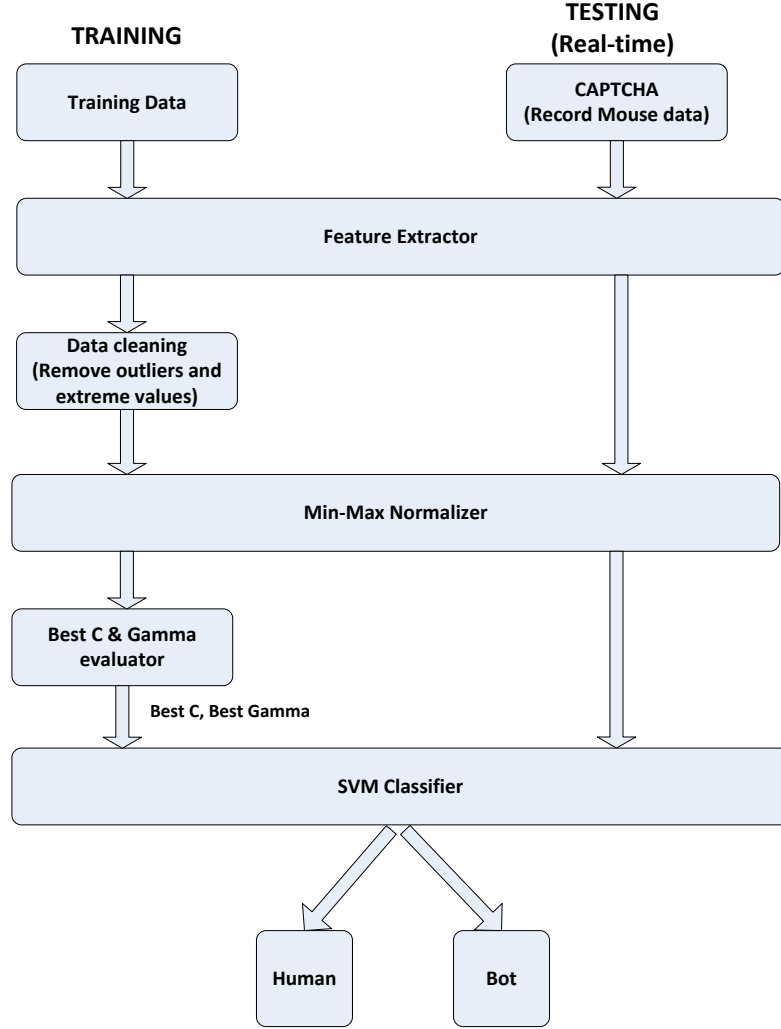 TRAINING
TESTING
(Real-time)
Training Data
CAPTCHA
(Record Mouse data)
Feature Extractor
Data cleaning
(Remove outliers and
extreme values)
Min-Max Normalizer
Best C & Gamma
evaluator
Best C, Best Gamma
SVM Classifier
Human
Bot